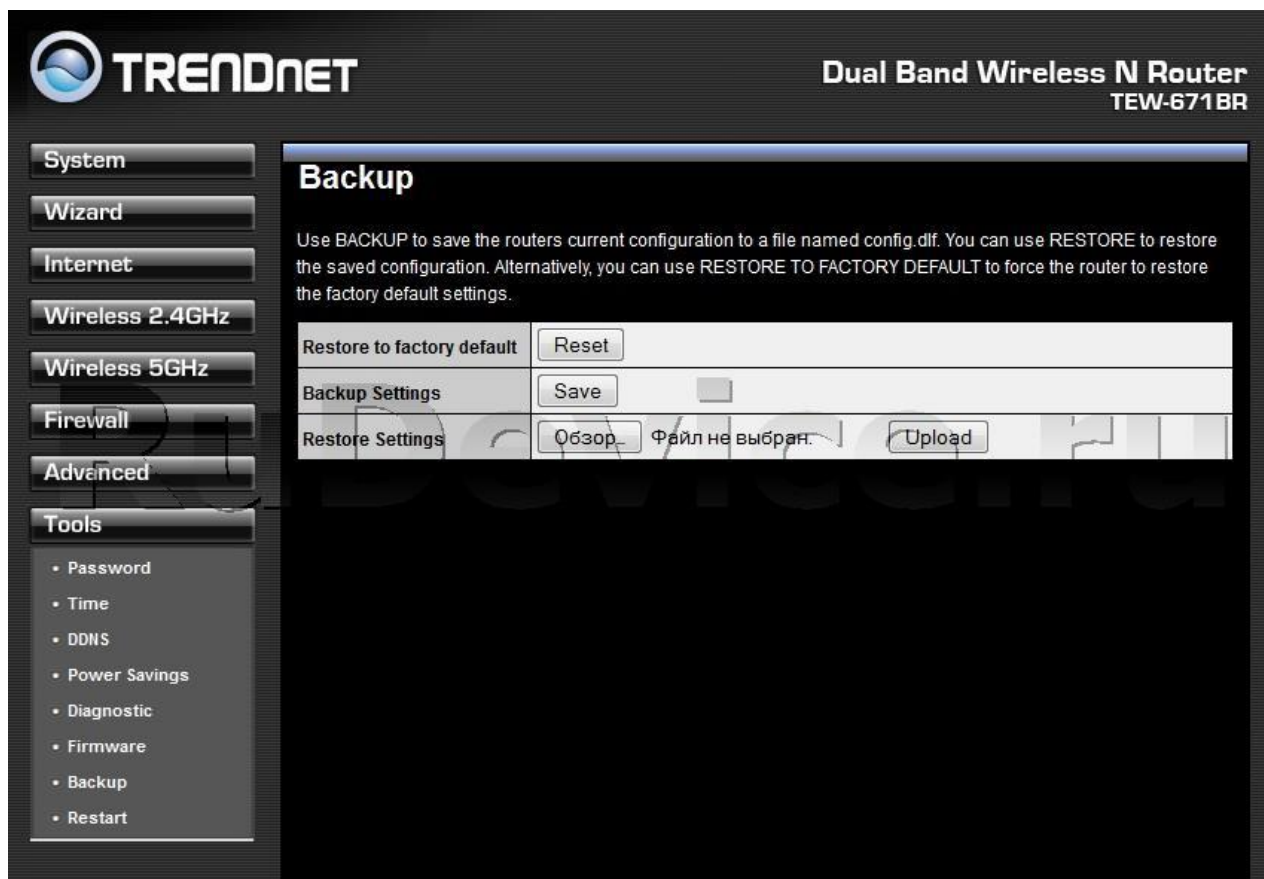 TRENDNET
Dual Band Wireless N Router
TEW-671BR
System
Wizard
Internet
Wireless 2.4GHz
Wireless 5GHz
Firewall
Advanced
Tools
• Password
• Time
• DDNS
• Power Savings
• Diagnostic
• Firmware
• Backup
• Restart
Backup
Use BACKUP to save the routers current configuration to a file named config.dlf. You can use RESTORE to restore
the saved configuration. Alternatively, you can use RESTORE TO FACTORY DEFAULT to force the router to restore
the factory default settings.
Restore to factory default Reset
Backup Settings Save
Restore Settings Обзор_ Файл не выбран. Upload
RuDevice.ru